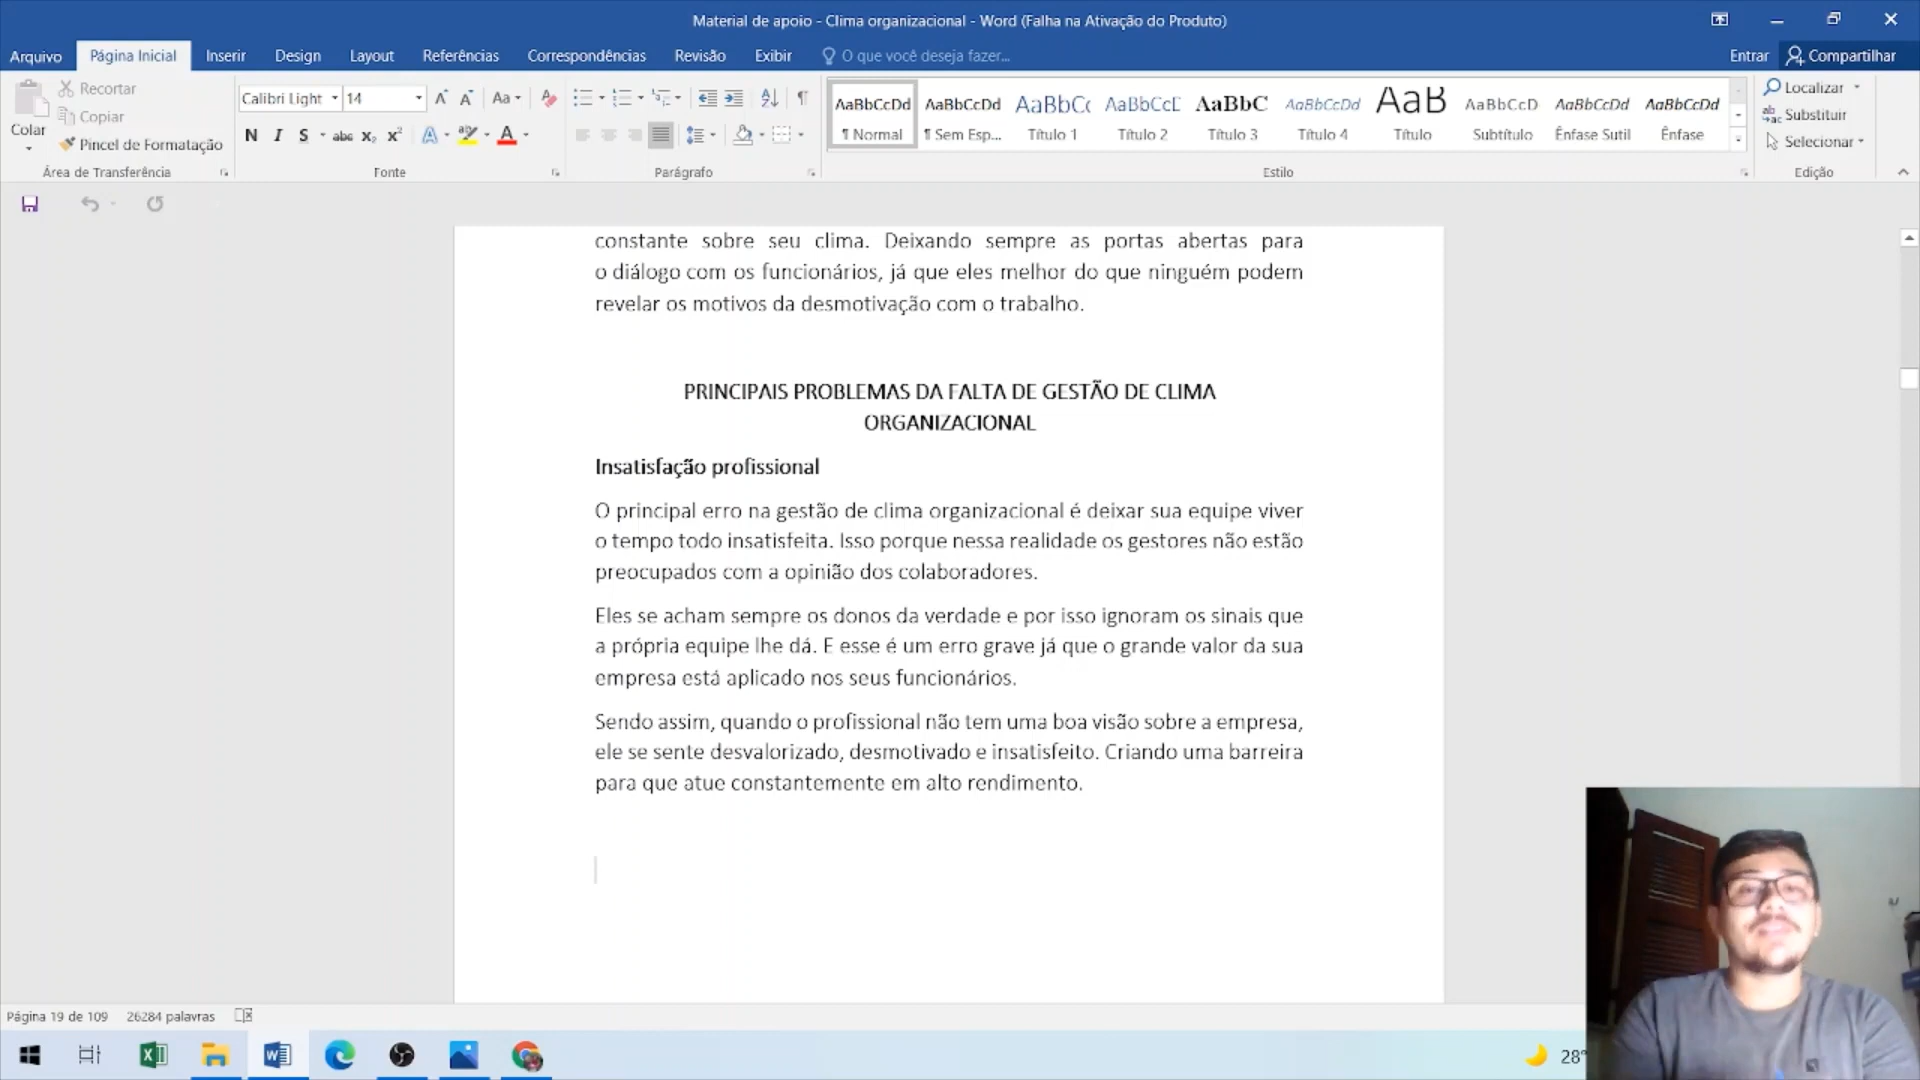 Material de apoio - Clima organizacional - Word (Falha na Ativação do Produto)
Arquivo Página Inicial Inserir Design Layout Referências Correspondências Revisão Exibir O que você deseja fazer... Entrar Compartilhar
Colar
Recortar
Copiar
Pincel de Formatação
Área de Transferência
Calibri Light 14
Aa
N I S abc x₂ x² A A
Fonte
Parágrafo
AaBbCcDd AaBbCcDd AaBbCc AaBbCcE AaBbC AaBbCcDd AaB AaBbCcD AaBbCcDd AaBbCcDd
¶ Normal ¶ Sem Esp... Título 1 Título 2 Título 3 Título 4 Título Subtítulo Ênfase Sutil Ênfase
Estilo
Localizar
Substituir
Selecionar
Edição
constante sobre seu clima. Deixando sempre as portas abertas para
o diálogo com os funcionários, já que eles melhor do que ninguém podem
revelar os motivos da desmotivação com o trabalho.
PRINCIPAIS PROBLEMAS DA FALTA DE GESTÃO DE CLIMA
ORGANIZACIONAL
Insatisfação profissional
O principal erro na gestão de clima organizacional é deixar sua equipe viver
o tempo todo insatisfeita. Isso porque nessa realidade os gestores não estão
preocupados com a opinião dos colaboradores.
Eles se acham sempre os donos da verdade e por isso ignoram os sinais que
a própria equipe lhe dá. E esse é um erro grave já que o grande valor da sua
empresa está aplicado nos seus funcionários.
Sendo assim, quando o profissional não tem uma boa visão sobre a empresa,
ele se sente desvalorizado, desmotivado e insatisfeito. Criando uma barreira
para que atue constantemente em alto rendimento.
Página 19 de 109 26284 palavras
28°